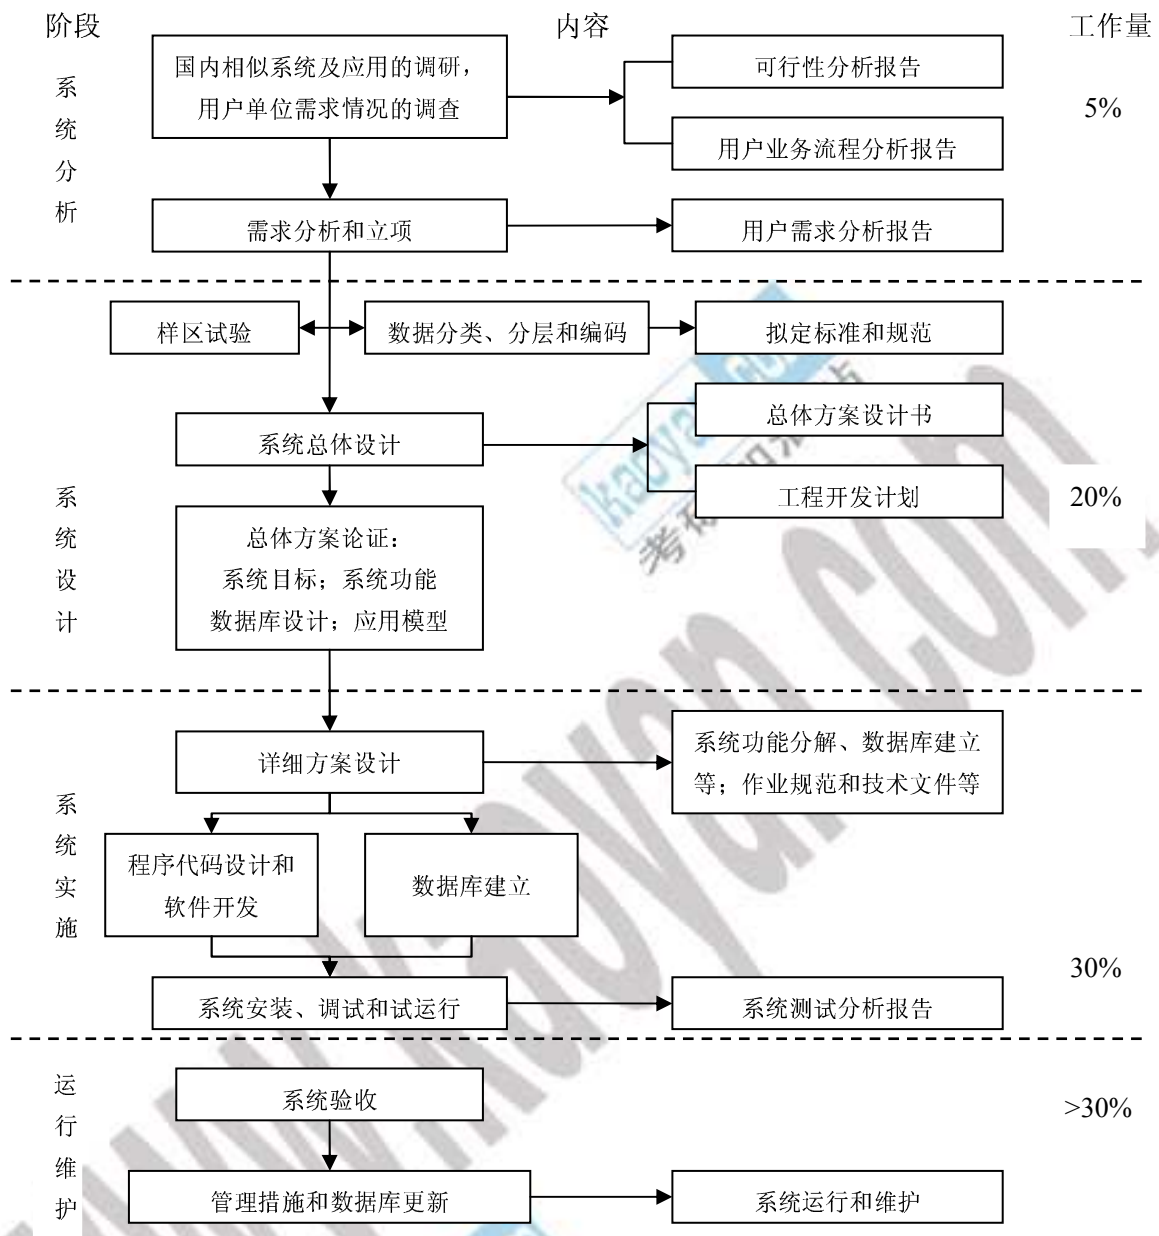 阶段
内容
工作量
系统分析
国内相似系统及应用的调研，
用户单位需求情况的调查
可行性分析报告
5%
用户业务流程分析报告
需求分析和立项
用户需求分析报告
样区试验
数据分类、分层和编码
拟定标准和规范
系统设计
系统总体设计
总体方案设计书
工程开发计划
20%
总体方案论证：
系统目标；系统功能
数据库设计；应用模型
系统实施
详细方案设计
系统功能分解、数据库建立
等；作业规范和技术文件等
程序代码设计和
软件开发
数据库建立
30%
系统安装、调试和试运行
系统测试分析报告
运行维护
系统验收
>30%
管理措施和数据库更新
系统运行和维护